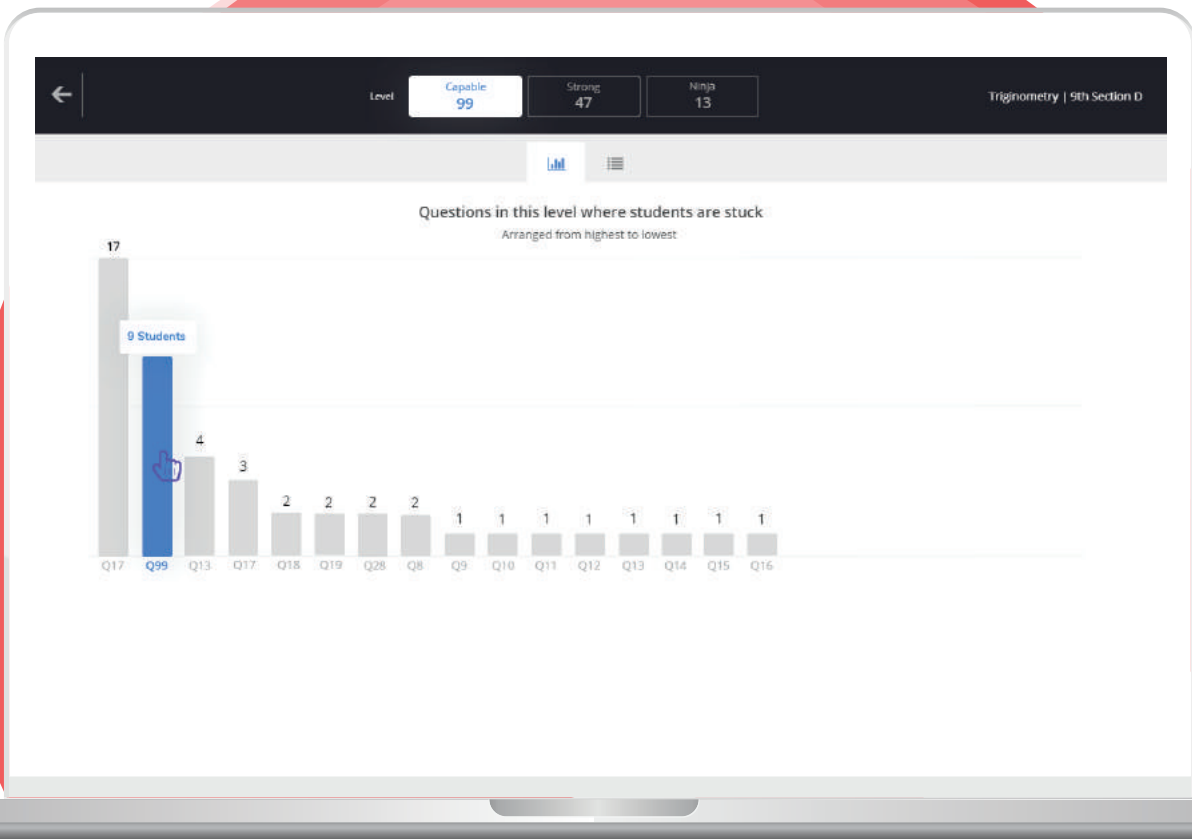 Level
Capable
99
Strong
47
Ninja
13
Triginometry | 9th Section D
Questions in this level where students are stuck
Arranged from highest to lowest
17
9 Students
4
3
2 2 2 2
1 1 1 1 1 1 1 1
Q17 Q99 Q13 Q17 Q18 Q19 Q28 Q8 Q9 Q10 Q11 Q12 Q13 Q14 Q15 Q16